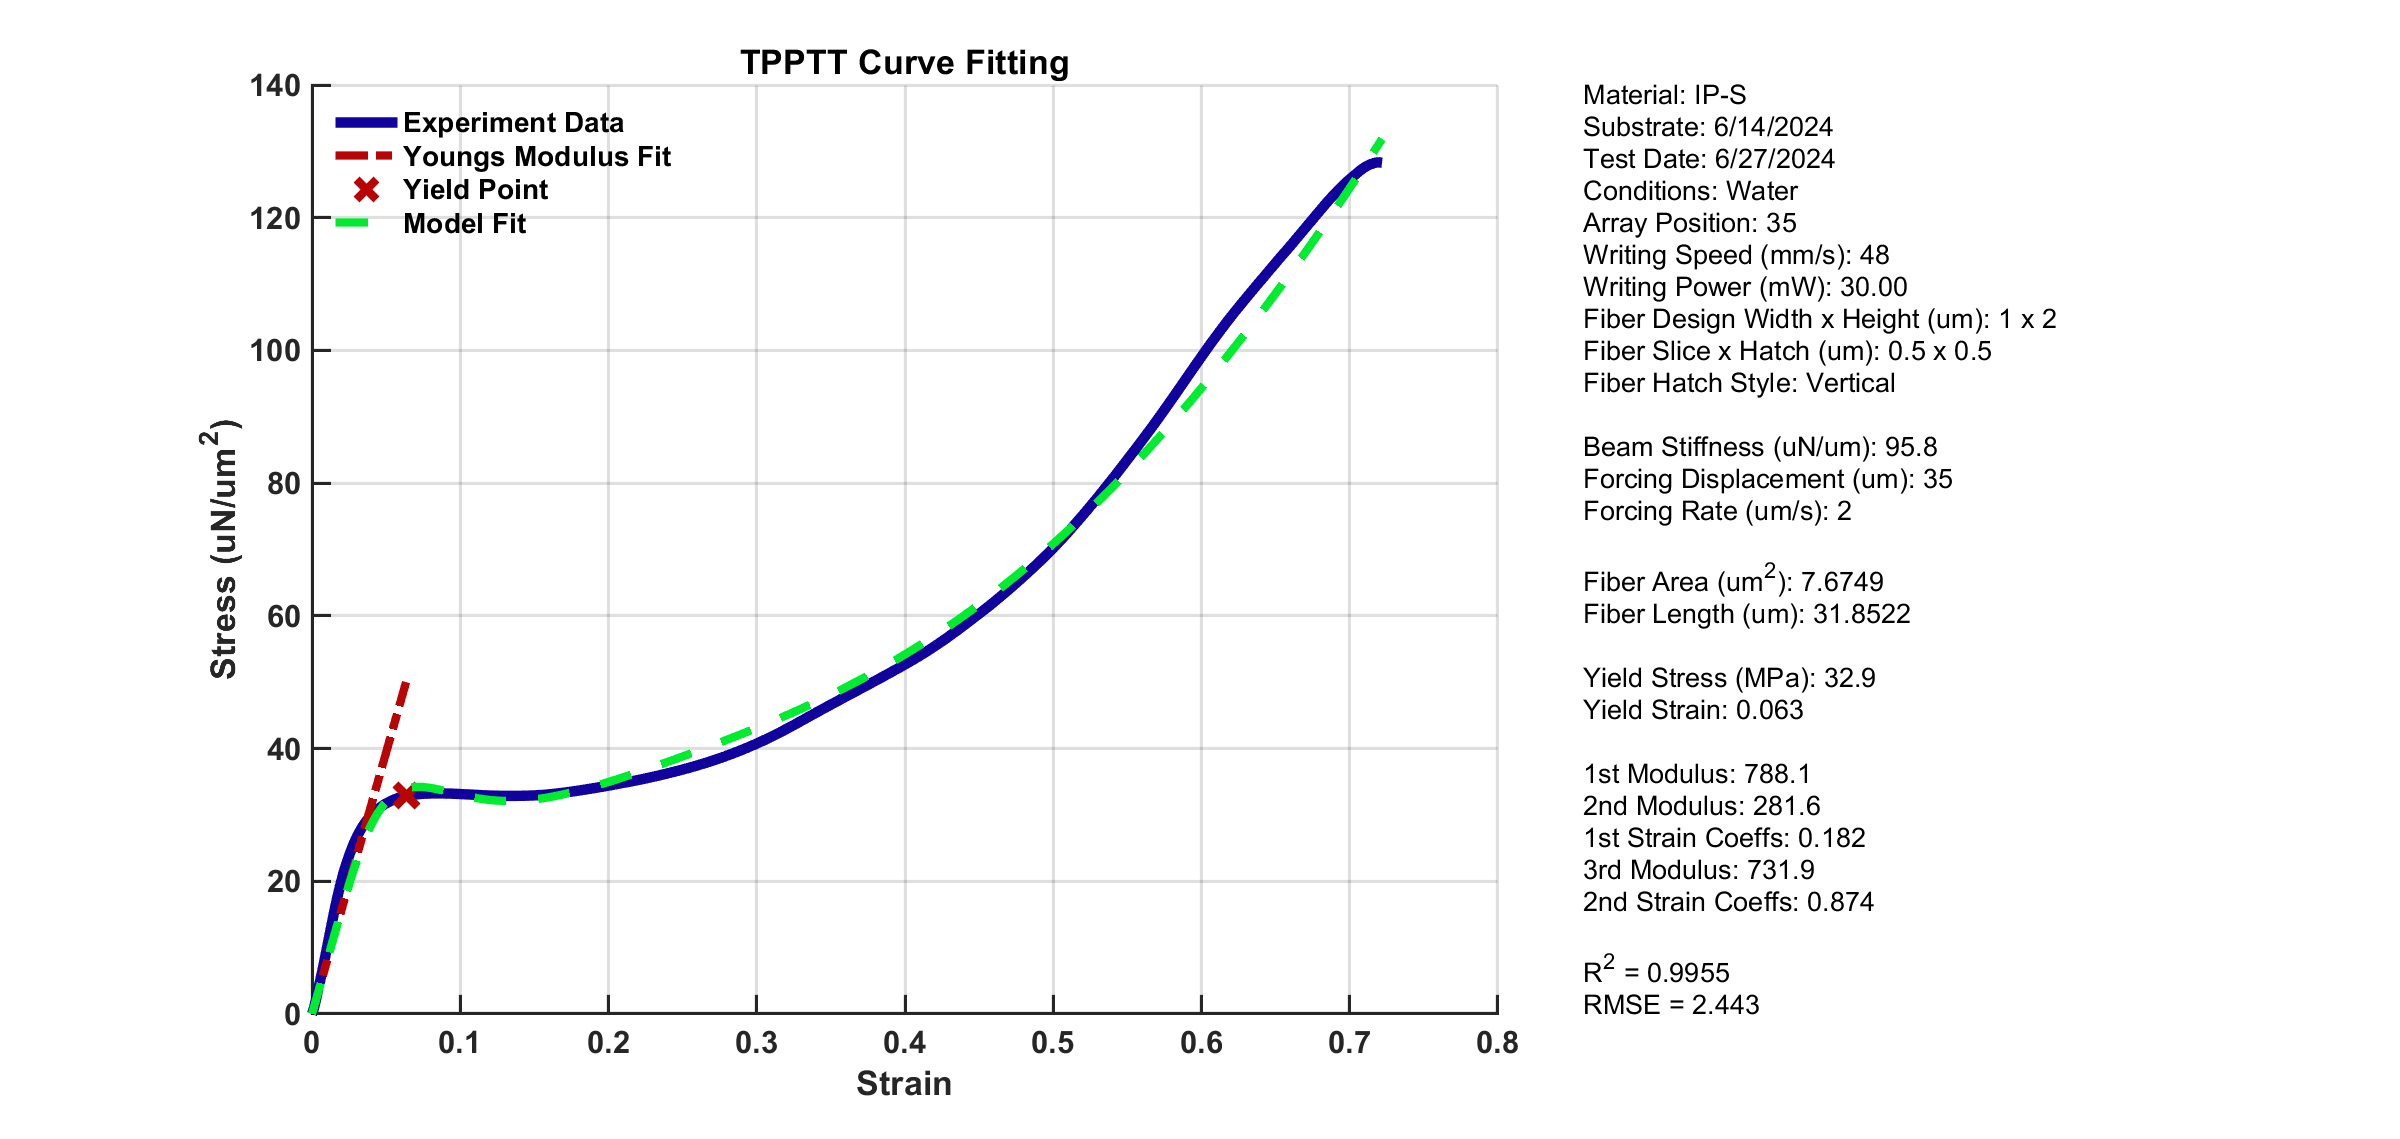 TPPTT Curve Fitting
140
120
100
80
60
40
20
0
Stress (uN/um²)
Experiment Data
Youngs Modulus Fit
Yield Point
Model Fit
0 0.1 0.2 0.3 0.4 0.5 0.6 0.7 0.8
Strain
Material: IP-S
Substrate: 6/14/2024
Test Date: 6/27/2024
Conditions: Water
Array Position: 35
Writing Speed (mm/s): 48
Writing Power (mW): 30.00
Fiber Design Width x Height (um): 1 x 2
Fiber Slice x Hatch (um): 0.5 x 0.5
Fiber Hatch Style: Vertical
Beam Stiffness (uN/um): 95.8
Forcing Displacement (um): 35
Forcing Rate (um/s): 2
Fiber Area (um²): 7.6749
Fiber Length (um): 31.8522
Yield Stress (MPa): 32.9
Yield Strain: 0.063
1st Modulus: 788.1
2nd Modulus: 281.6
1st Strain Coeffs: 0.182
3rd Modulus: 731.9
2nd Strain Coeffs: 0.874
R² = 0.9955
RMSE = 2.443